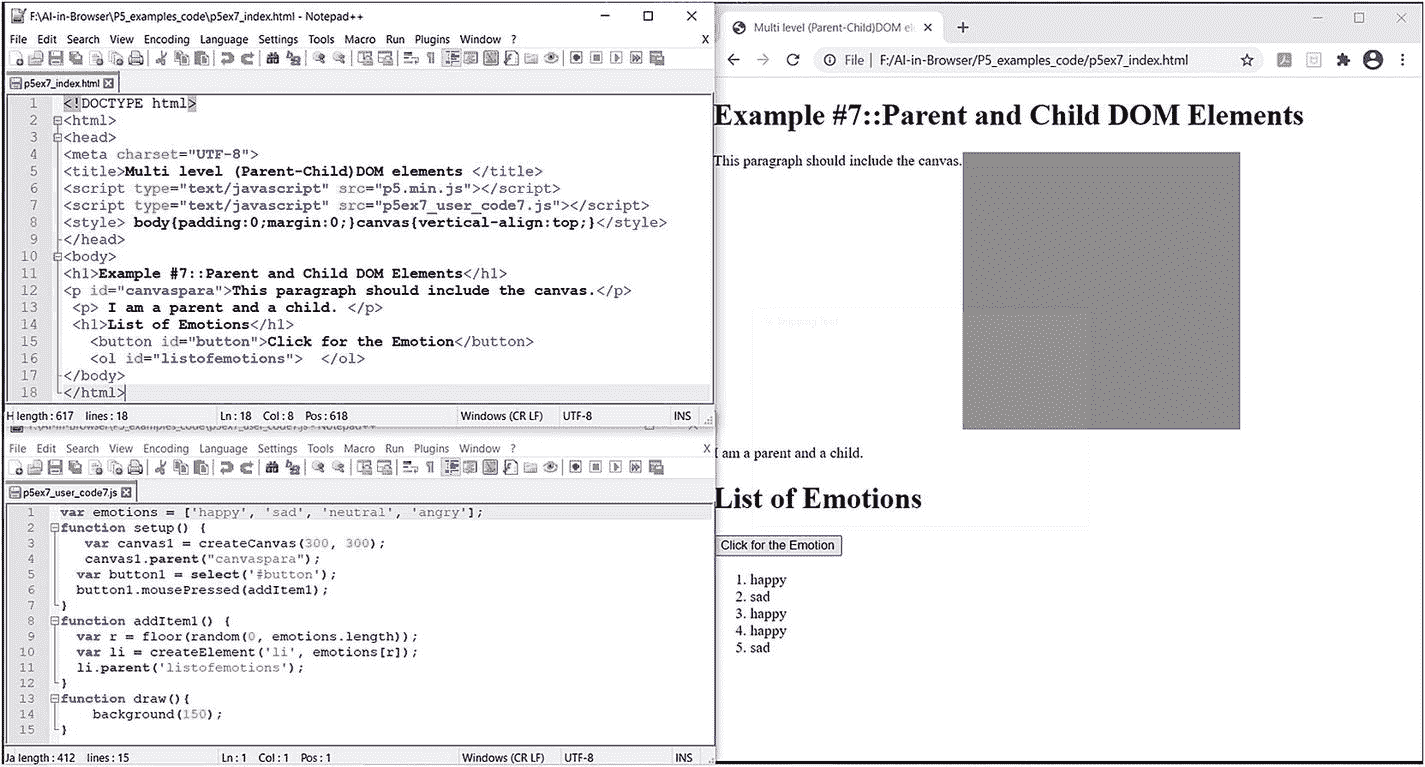 F:\AI-in-Browser\P5_examples_code\p5ex7_index.html - Notepad++
File Edit Search View Encoding Language Settings Tools Macro Run Plugins Window ? X
p5ex7_index.html
1 <!DOCTYPE html>
2 <html>
3 <head>
4 <meta charset="UTF-8">
5 <title>Multi level (Parent-Child)DOM elements </title>
6 <script type="text/javascript" src="p5.min.js"></script>
7 <script type="text/javascript" src="p5ex7_user_code7.js"></script>
8 <style> body{padding:0;margin:0;}canvas{vertical-align:top;}</style>
9 </head>
10 <body>
11 <h1>Example #7::Parent and Child DOM Elements</h1>
12 <p id="canvaspara">This paragraph should include the canvas.</p>
13 <p> I am a parent and a child. </p>
14 <h1>List of Emotions</h1>
15 <button id="button">Click for the Emotion</button>
16 <ol id="listofemotions"> </ol>
17 </body>
18 </html>
H length : 617 lines : 18 Ln : 18 Col : 8 Pos : 618 Windows (CR LF) UTF-8 INS
F:\AI-in-Browser\P5_examples_code\p5ex7_user_code7.js - Notepad++
File Edit Search View Encoding Language Settings Tools Macro Run Plugins Window ? X
p5ex7_user_code7.js
1 var emotions = ['happy', 'sad', 'neutral', 'angry'];
2 function setup() {
3 var canvas1 = createCanvas(300, 300);
4 canvas1.parent("canvaspara");
5 var button1 = select('#button');
6 button1.mousePressed(addItem1);
7 }
8 function addItem1() {
9 var r = floor(random(0, emotions.length));
10 var li = createElement('li', emotions[r]);
11 li.parent('listofemotions');
12 }
13 function draw(){
14 background(150);
15 }
Ja length : 412 lines : 15 Ln : 1 Col : 1 Pos : 1 Windows (CR LF) UTF-8 INS
Multi level (Parent-Child)DOM el
File F:/AI-in-Browser/P5_examples_code/p5ex7_index.html
Example #7::Parent and Child DOM Elements
This paragraph should include the canvas.
I am a parent and a child.
List of Emotions
Click for the Emotion
1. happy
2. sad
3. happy
4. happy
5. sad